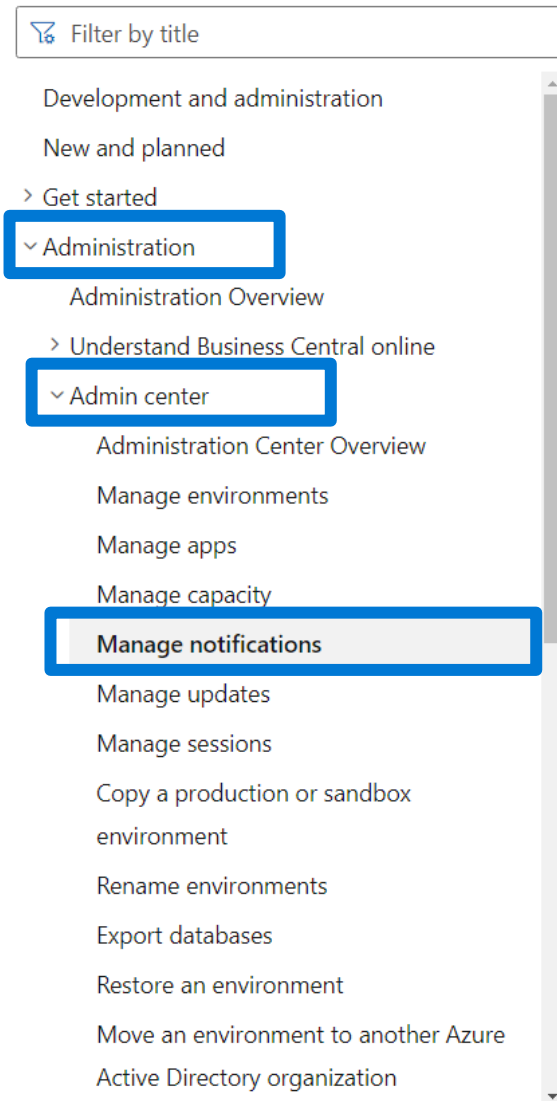 Filter by title
Development and administration
New and planned
Get started
Administration
Administration Overview
Understand Business Central online
Admin center
Administration Center Overview
Manage environments
Manage apps
Manage capacity
Manage notifications
Manage updates
Manage sessions
Copy a production or sandbox
environment
Rename environments
Export databases
Restore an environment
Move an environment to another Azure
Active Directory organization